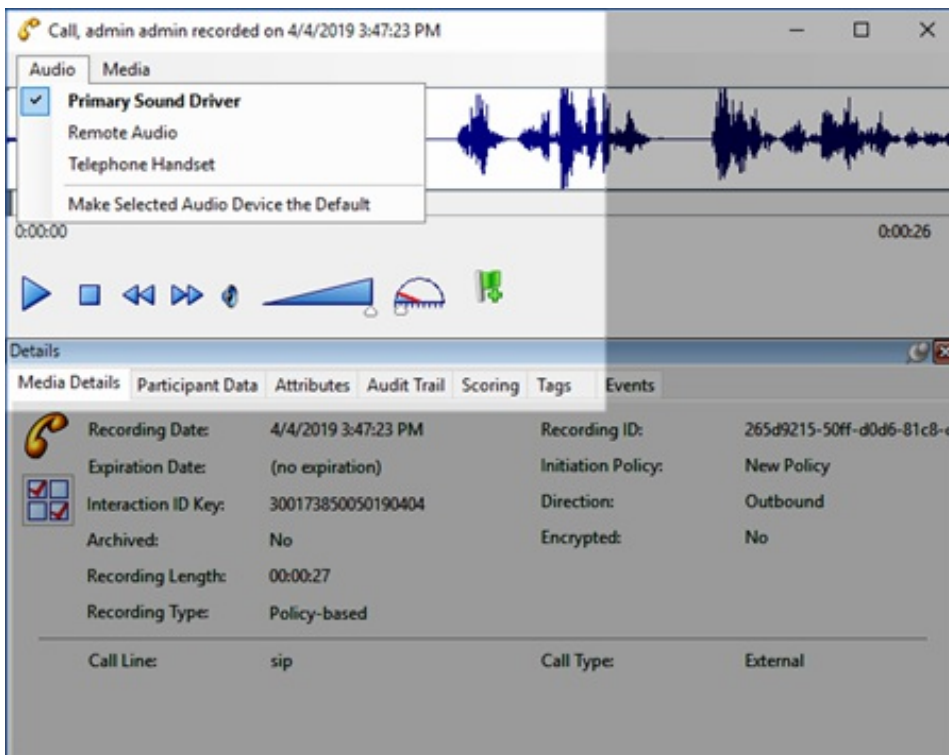 Call, admin admin recorded on 4/4/2019 3:47:23 PM
Audio Media
Primary Sound Driver
Remote Audio
Telephone Handset
Make Selected Audio Device the Default
0:00:00 0:00:26
Details
Media Details Participant Data Attributes Audit Trail Scoring Tags Events
Recording Date: 4/4/2019 3:47:23 PM Recording ID: 265d9215-50ff-d0d6-81c8-
Expiration Date: (no expiration) Initiation Policy: New Policy
Interaction ID Key: 300173850050190404 Direction: Outbound
Archived: No Encrypted: No
Recording Length: 00:00:27
Recording Type: Policy-based
Call Line: sip Call Type: External